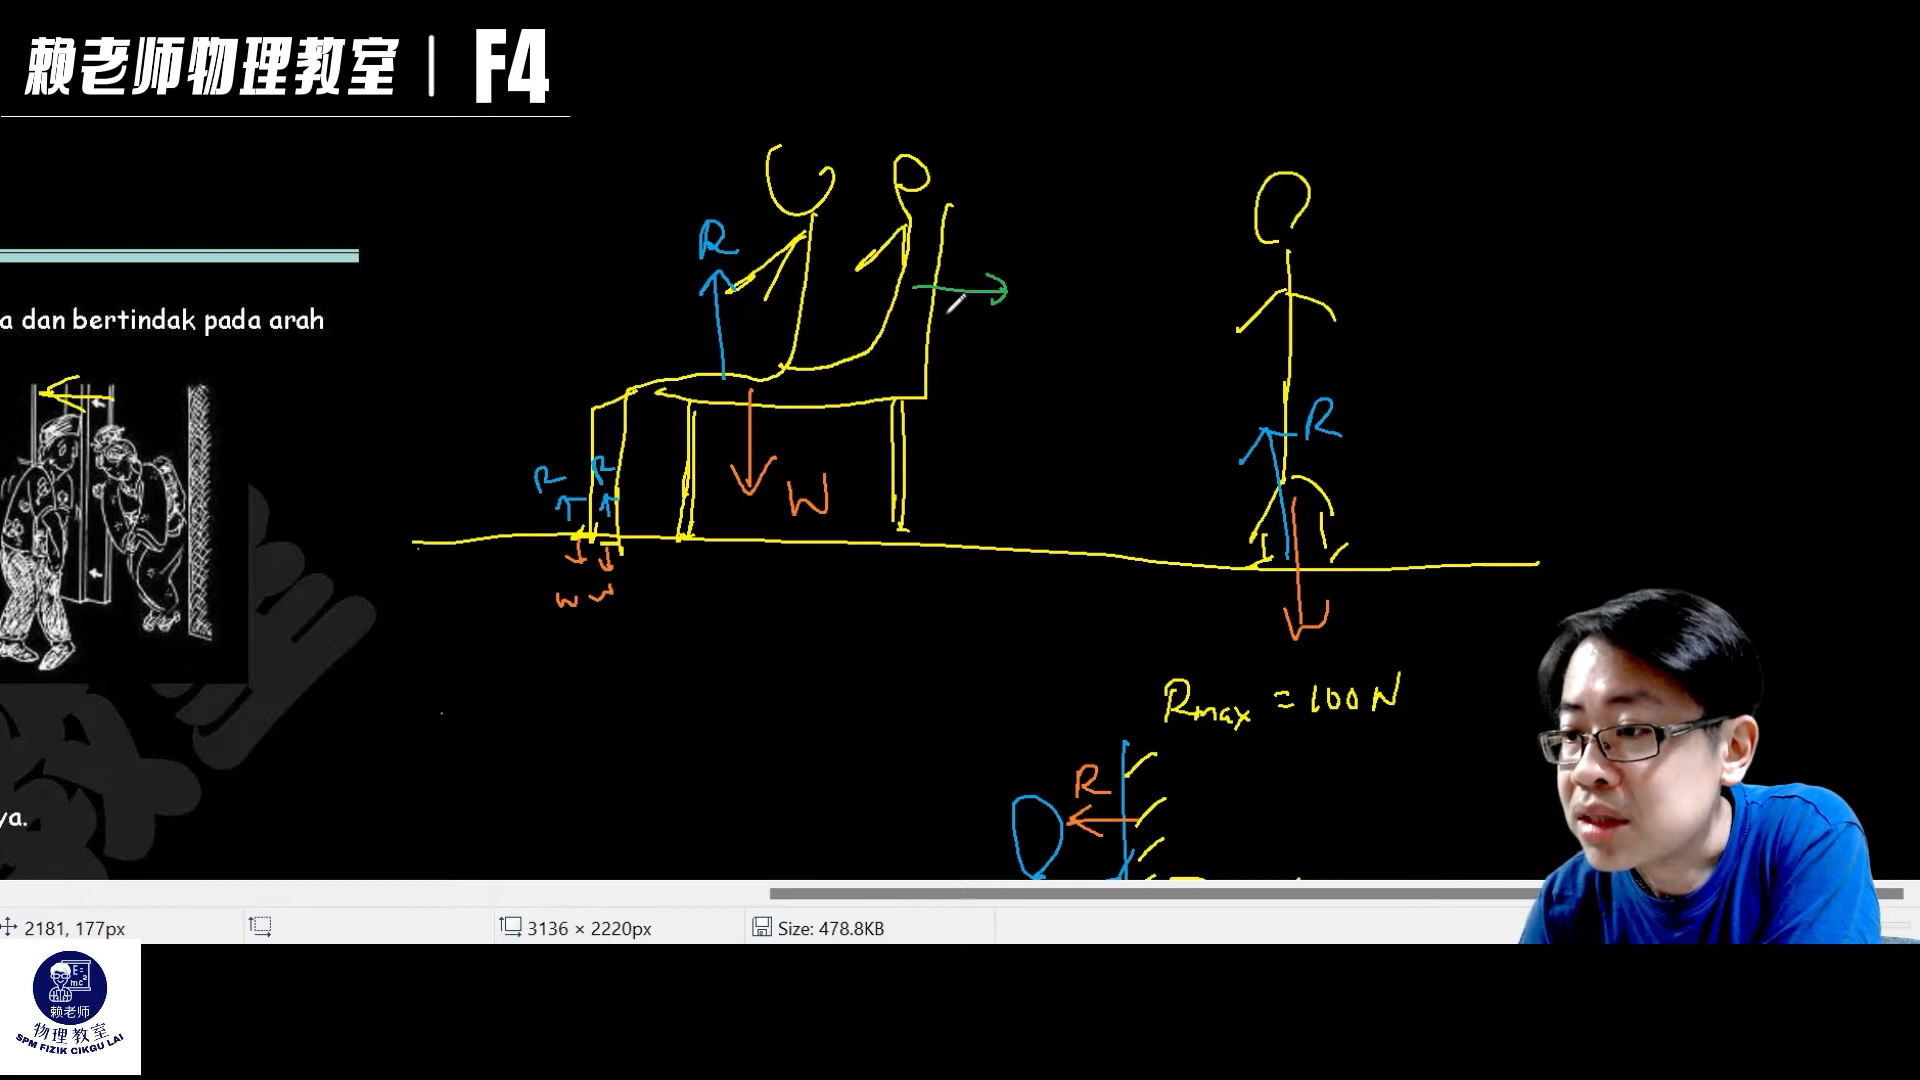 赖老师物理教室 | F4
a dan bertindak pada arah
R
W
R R
W W
R
Rmax = 100 N
R
ya.
2181, 177px
3136 × 2220px
Size: 478.8KB
E=
mc²
赖老师
物理教室
SPM FIZIK CIKGU LAI